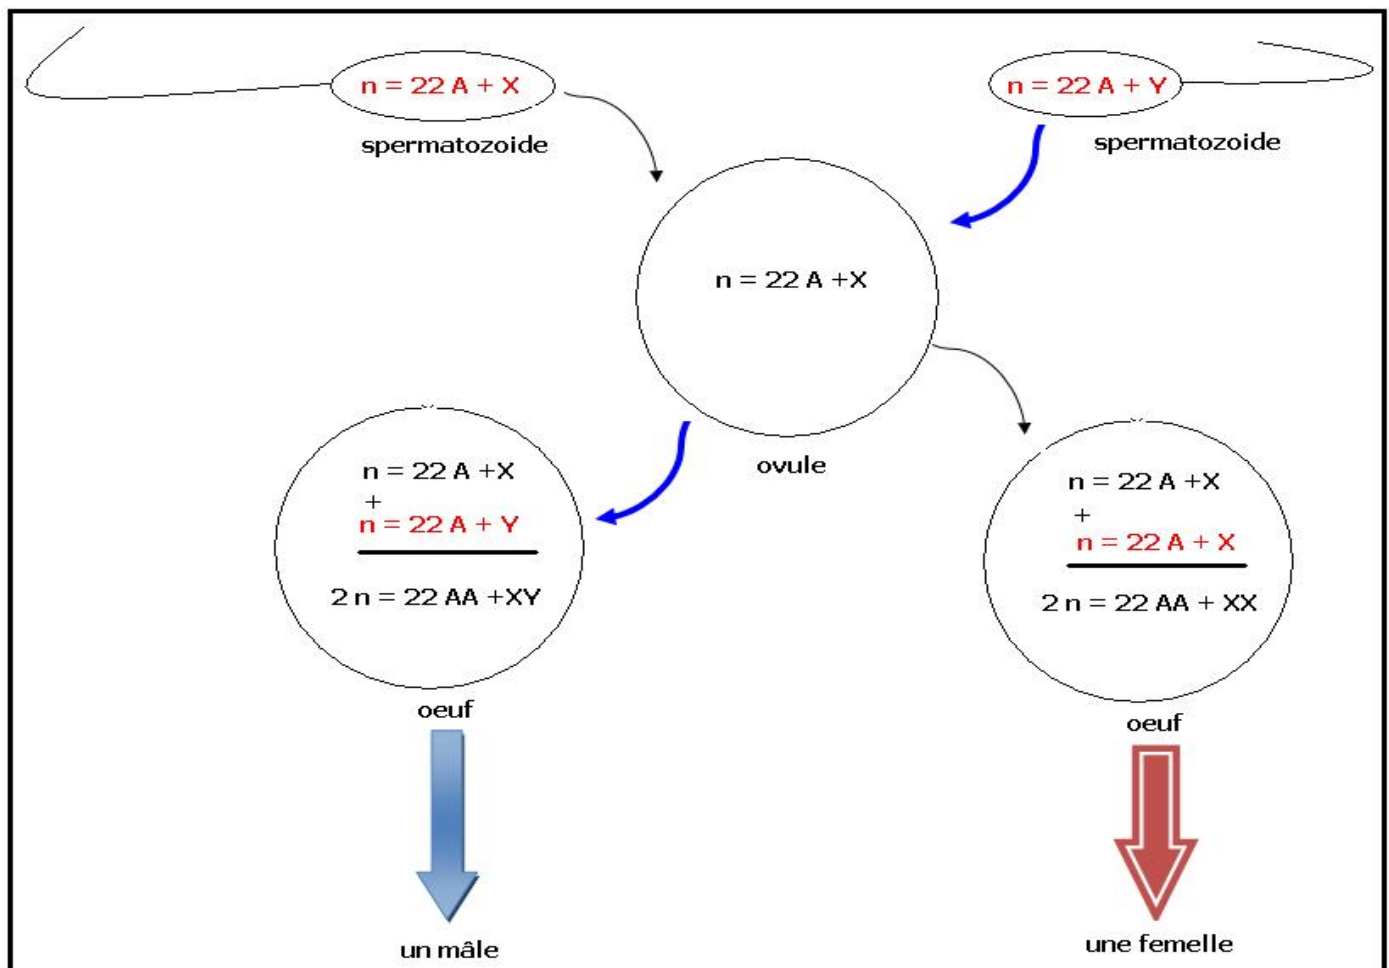 n = 22 A + X
spermatozoide
n = 22 A + Y
spermatozoide
n = 22 A +X
ovule
n = 22 A +X
+
n = 22 A + Y
2 n = 22 AA +XY
oeuf
un mâle
n = 22 A +X
+
n = 22 A + X
2 n = 22 AA + XX
oeuf
une femelle